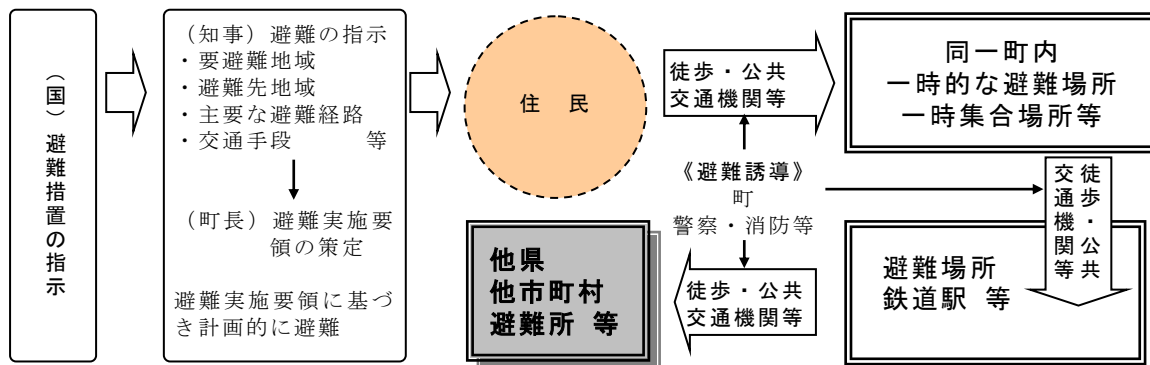 （国）避難措置の指示
（知事）避難の指示
・要避難地域
・避難先地域
・主要な避難経路
・交通手段　　　等
（町長）避難実施要
領の策定
避難実施要領に基づ
き計画的に避難
住　民
徒歩・公共
交通機関等
同一町内
一時的な避難場所
一時集合場所等
《避難誘導》
町
警察・消防等
徒歩・公共
交通機関等
避難場所
鉄道駅 等
徒歩・公共
交通機関等
他県
他市町村
避難所 等